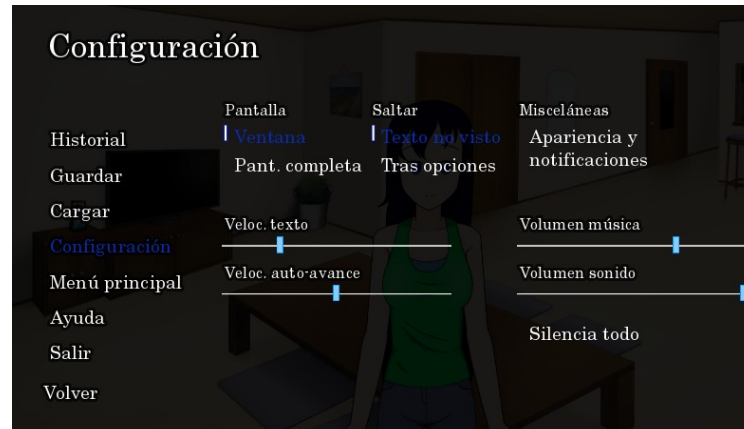 Configuración
Historial
Guardar
Cargar
Configuración
Menú principal
Ayuda
Salir
Volver
Pantalla
Ventana
Pant. completa
Saltar
Texto no visto
Tras opciones
Misceláneas
Apariencia y
notificaciones
Veloc. texto
Veloc. auto-avance
Volumen música
Volumen sonido
Silencia todo